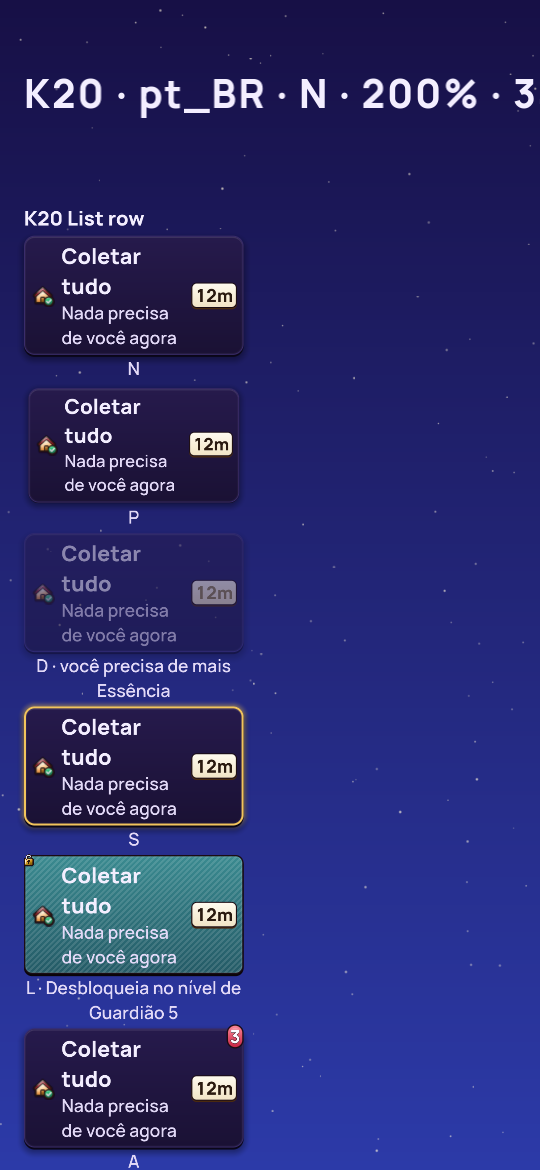 K20 · pt_BR · N · 200% · 3
K20 List row
Coletar
tudo
Nada precisa
de você agora
12m
N
Coletar
tudo
Nada precisa
de você agora
12m
P
Coletar
tudo
Nada precisa
de você agora
12m
D · você precisa de mais
Essência
Coletar
tudo
Nada precisa
de você agora
12m
S
Coletar
tudo
Nada precisa
de você agora
12m
L · Desbloqueia no nível de
Guardião 5
3
Coletar
tudo
Nada precisa
de você agora
12m
A